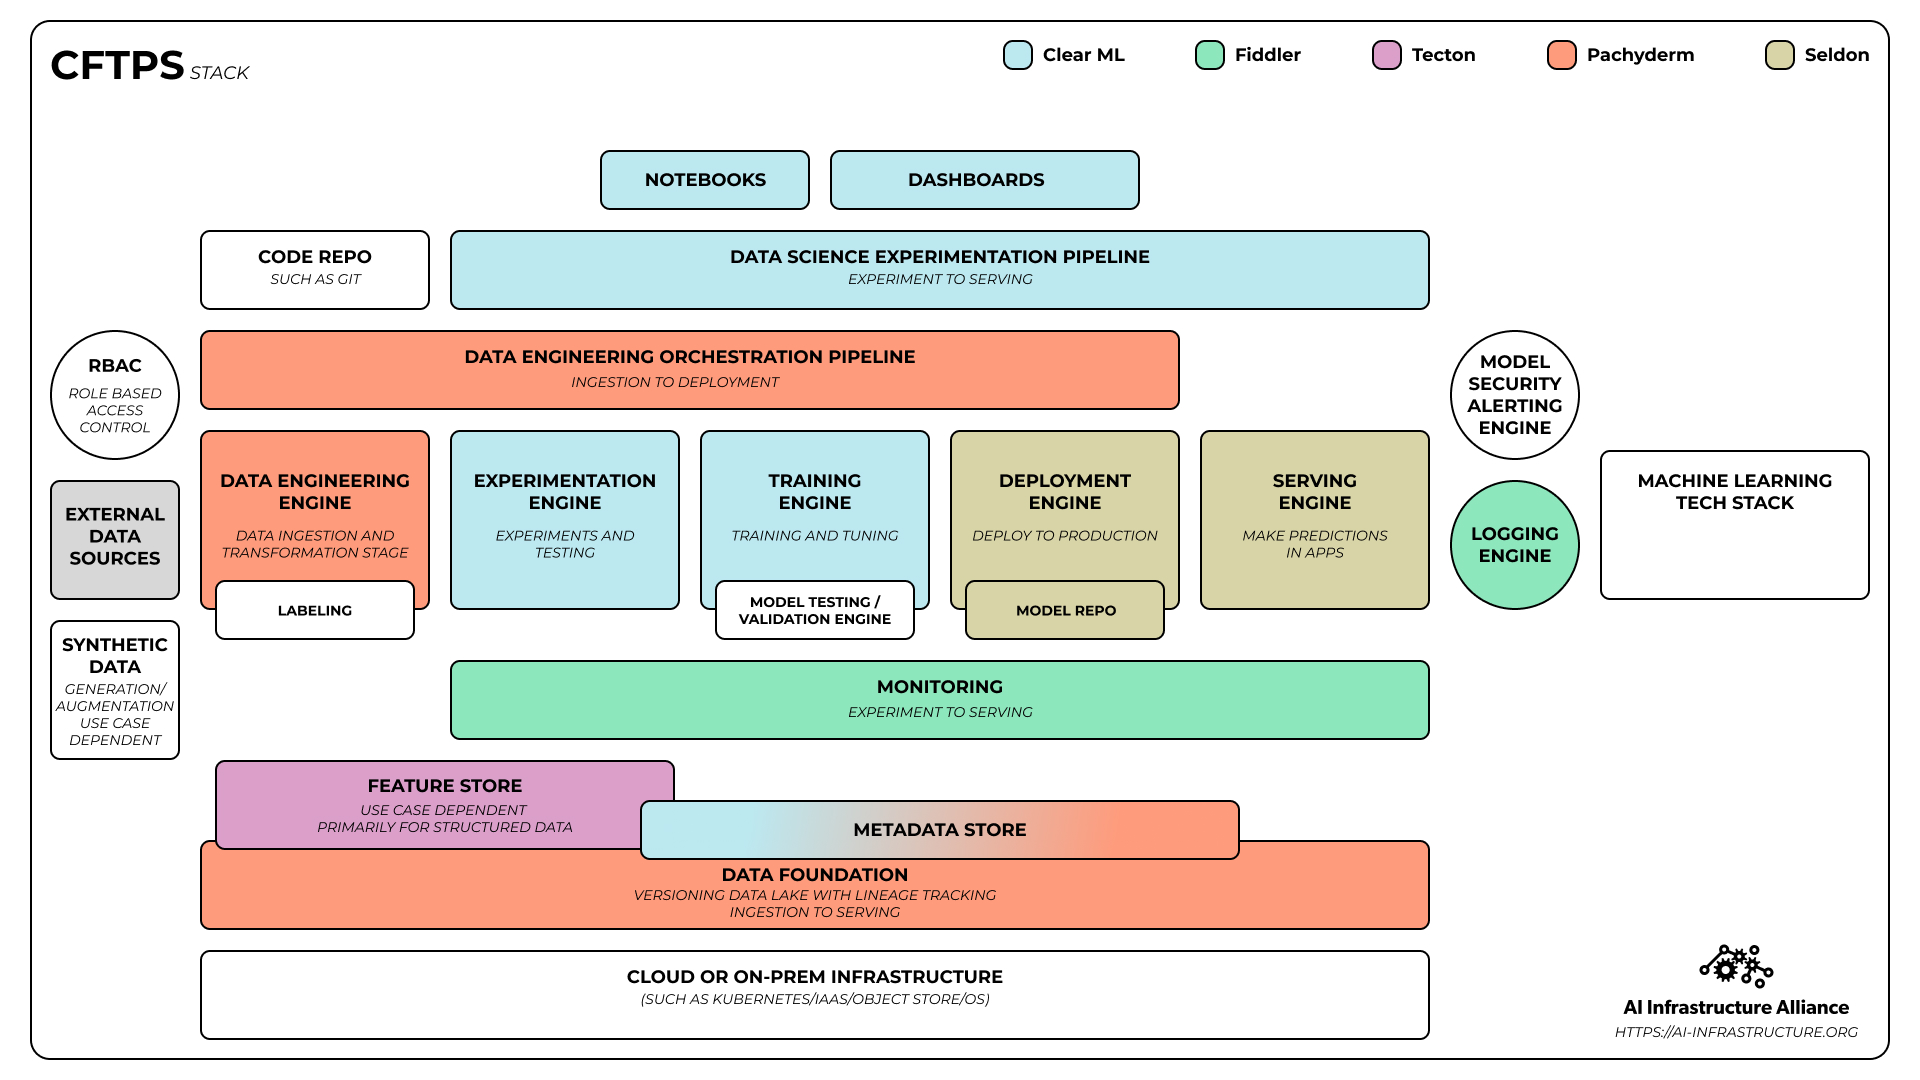 CFTPS STACK
Clear ML
Fiddler
Tecton
Pachyderm
Seldon
NOTEBOOKS
DASHBOARDS
CODE REPO
SUCH AS GIT
DATA SCIENCE EXPERIMENTATION PIPELINE
EXPERIMENT TO SERVING
RBAC
ROLE BASED
ACCESS
CONTROL
DATA ENGINEERING ORCHESTRATION PIPELINE
INGESTION TO DEPLOYMENT
MODEL
SECURITY
ALERTING
ENGINE
EXTERNAL
DATA
SOURCES
DATA ENGINEERING
ENGINE
DATA INGESTION AND
TRANSFORMATION STAGE
LABELING
EXPERIMENTATION
ENGINE
EXPERIMENTS AND
TESTING
TRAINING
ENGINE
TRAINING AND TUNING
MODEL TESTING /
VALIDATION ENGINE
DEPLOYMENT
ENGINE
DEPLOY TO PRODUCTION
MODEL REPO
SERVING
ENGINE
MAKE PREDICTIONS
IN APPS
LOGGING
ENGINE
MACHINE LEARNING
TECH STACK
SYNTHETIC
DATA
GENERATION/
AUGMENTATION
USE CASE
DEPENDENT
MONITORING
EXPERIMENT TO SERVING
FEATURE STORE
USE CASE DEPENDENT
PRIMARILY FOR STRUCTURED DATA
METADATA STORE
DATA FOUNDATION
VERSIONING DATA LAKE WITH LINEAGE TRACKING
INGESTION TO SERVING
CLOUD OR ON-PREM INFRASTRUCTURE
(SUCH AS KUBERNETES/IAAS/OBJECT STORE/OS)
AI Infrastructure Alliance
HTTPS://AI-INFRASTRUCTURE.ORG